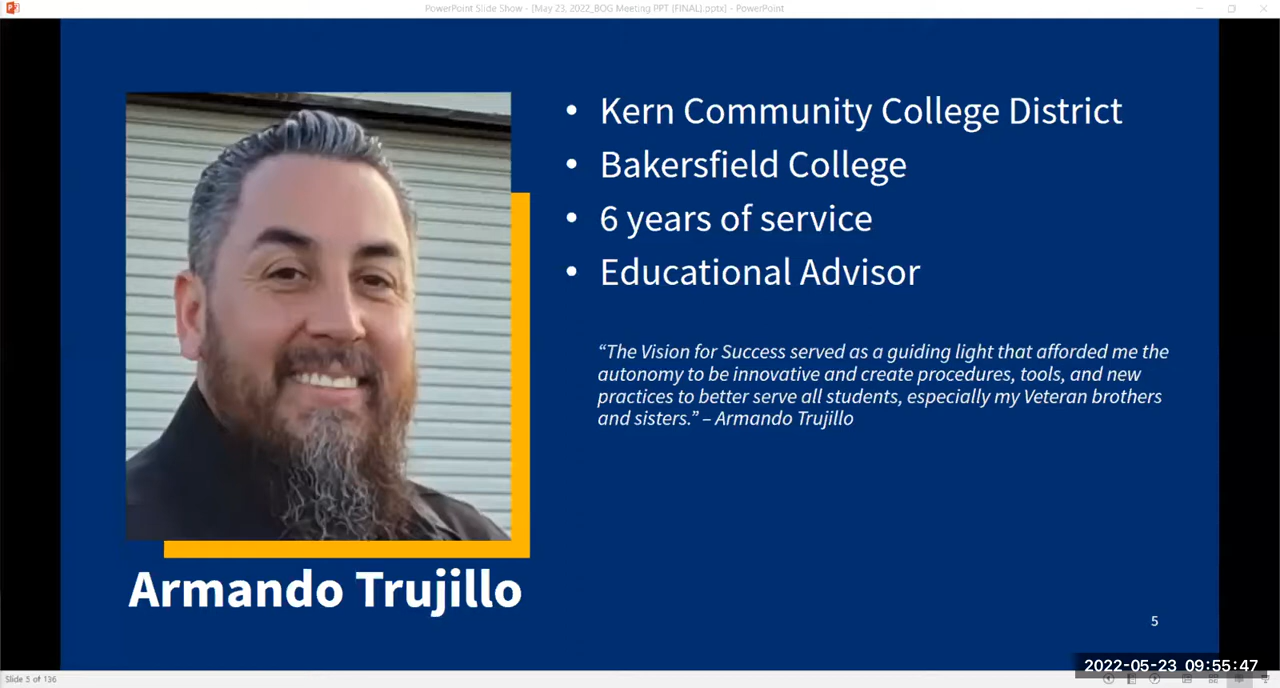 PowerPoint Slide Show - [May 23, 2022_BOG Meeting PPT (FINAL).pptx] - PowerPoint
• Kern Community College District
• Bakersfield College
• 6 years of service
• Educational Advisor
“The Vision for Success served as a guiding light that afforded me the
autonomy to be innovative and create procedures, tools, and new
practices to better serve all students, especially my Veteran brothers
and sisters.” – Armando Trujillo
Armando Trujillo
5
2022-05-23 09:55:47
Slide 5 of 136